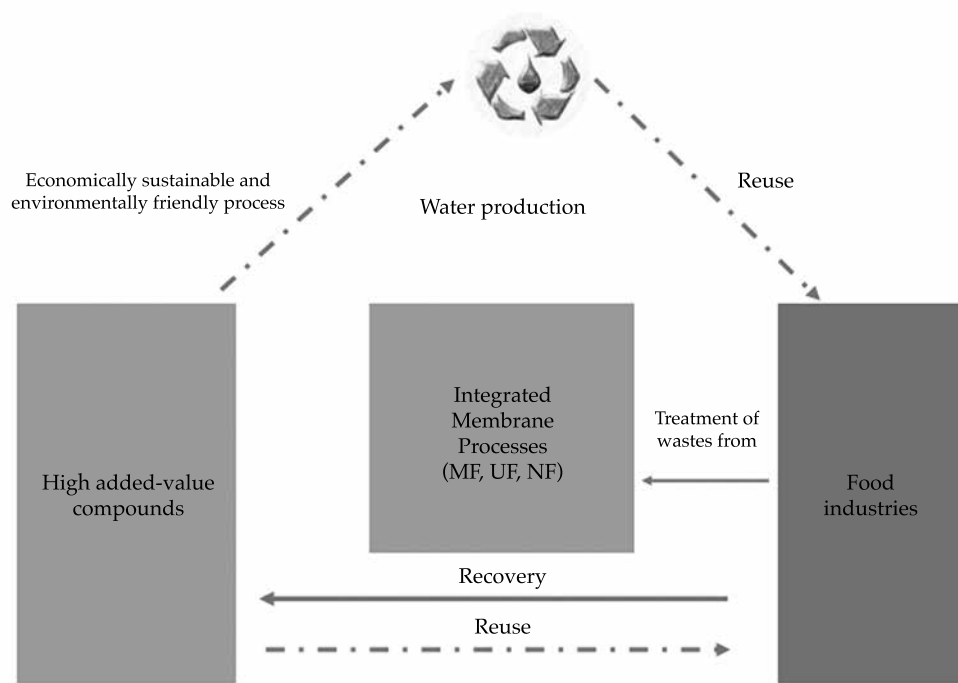 Economically sustainable and
environmentally friendly process
Water production
Reuse
High added-value
compounds
Integrated
Membrane
Processes
(MF, UF, NF)
Treatment of
wastes from
Food
industries
Recovery
Reuse